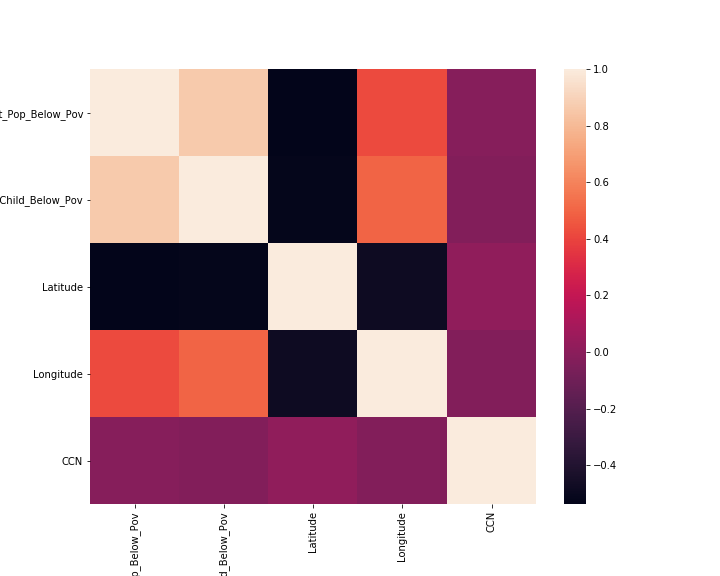 t_Pop_Below_Pov
Child_Below_Pov
Latitude
Longitude
CCN
p_Below_Pov
d_Below_Pov
Latitude
Longitude
CCN
1.0
0.8
0.6
0.4
0.2
0.0
−0.2
−0.4